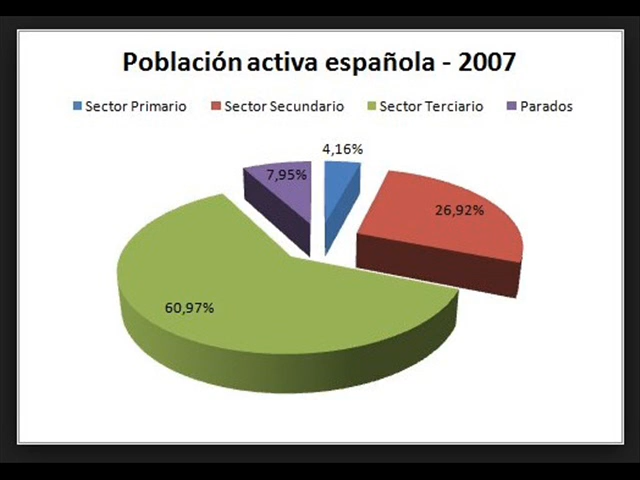 Población activa española - 2007
Sector Primario Sector Secundario Sector Terciario Parados
4,16%
7,95%
26,92%
60,97%